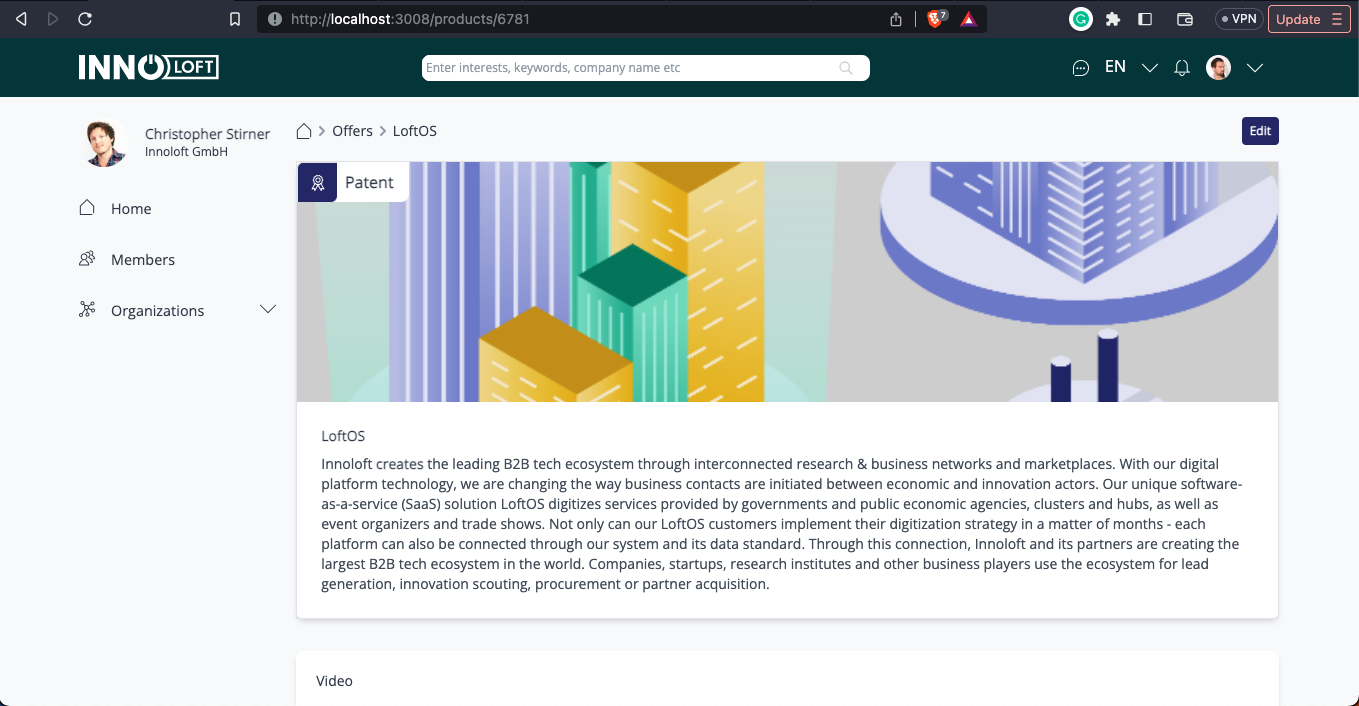 http://localhost:3008/products/6781
7
VPN
Update
INNOLOFT
Enter interests, keywords, company name etc
EN
Christopher Stirner
Innoloft GmbH
Home
Members
Organizations
Offers
LoftOS
Edit
Patent
LoftOS
Innoloft creates the leading B2B tech ecosystem through interconnected research & business networks and marketplaces. With our digital
platform technology, we are changing the way business contacts are initiated between economic and innovation actors. Our unique software-
as-a-service (SaaS) solution LoftOS digitizes services provided by governments and public economic agencies, clusters and hubs, as well as
event organizers and trade shows. Not only can our LoftOS customers implement their digitization strategy in a matter of months - each
platform can also be connected through our system and its data standard. Through this connection, Innoloft and its partners are creating the
largest B2B tech ecosystem in the world. Companies, startups, research institutes and other business players use the ecosystem for lead
generation, innovation scouting, procurement or partner acquisition.
Video